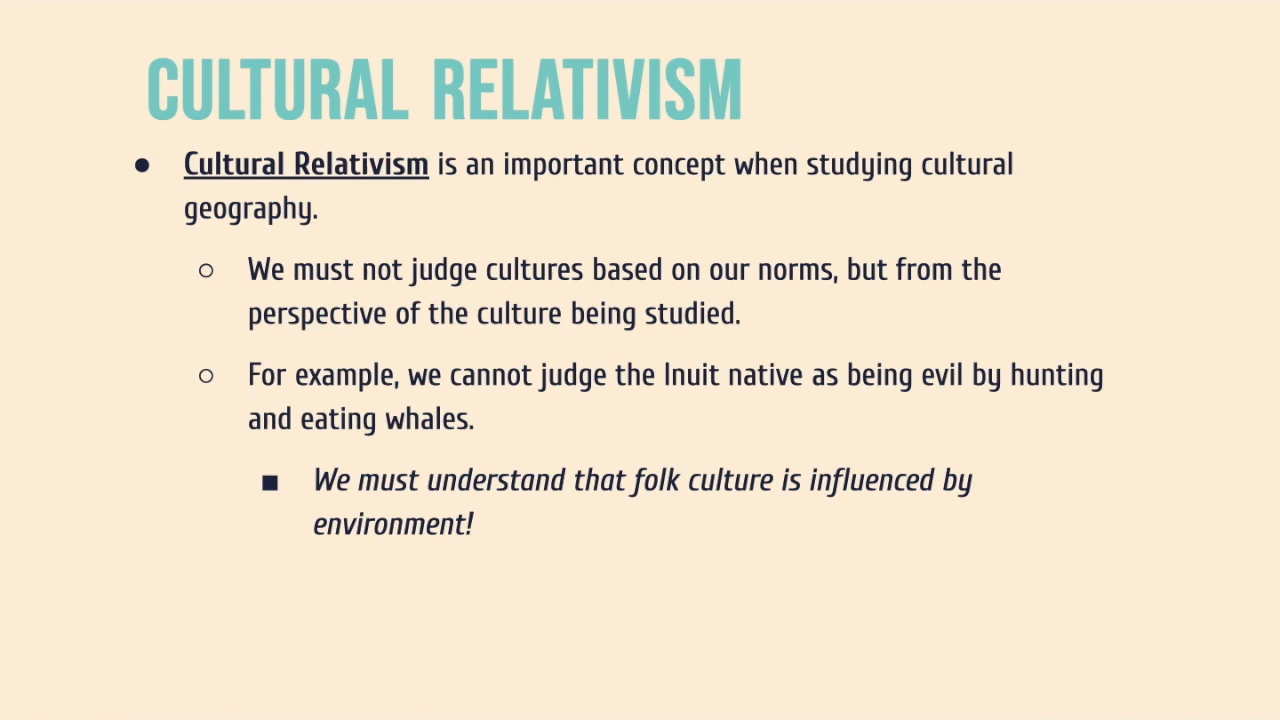 CULTURAL RELATIVISM
● Cultural Relativism is an important concept when studying cultural
geography.
○ We must not judge cultures based on our norms, but from the
perspective of the culture being studied.
○ For example, we cannot judge the Inuit native as being evil by hunting
and eating whales.
■ We must understand that folk culture is influenced by
environment!